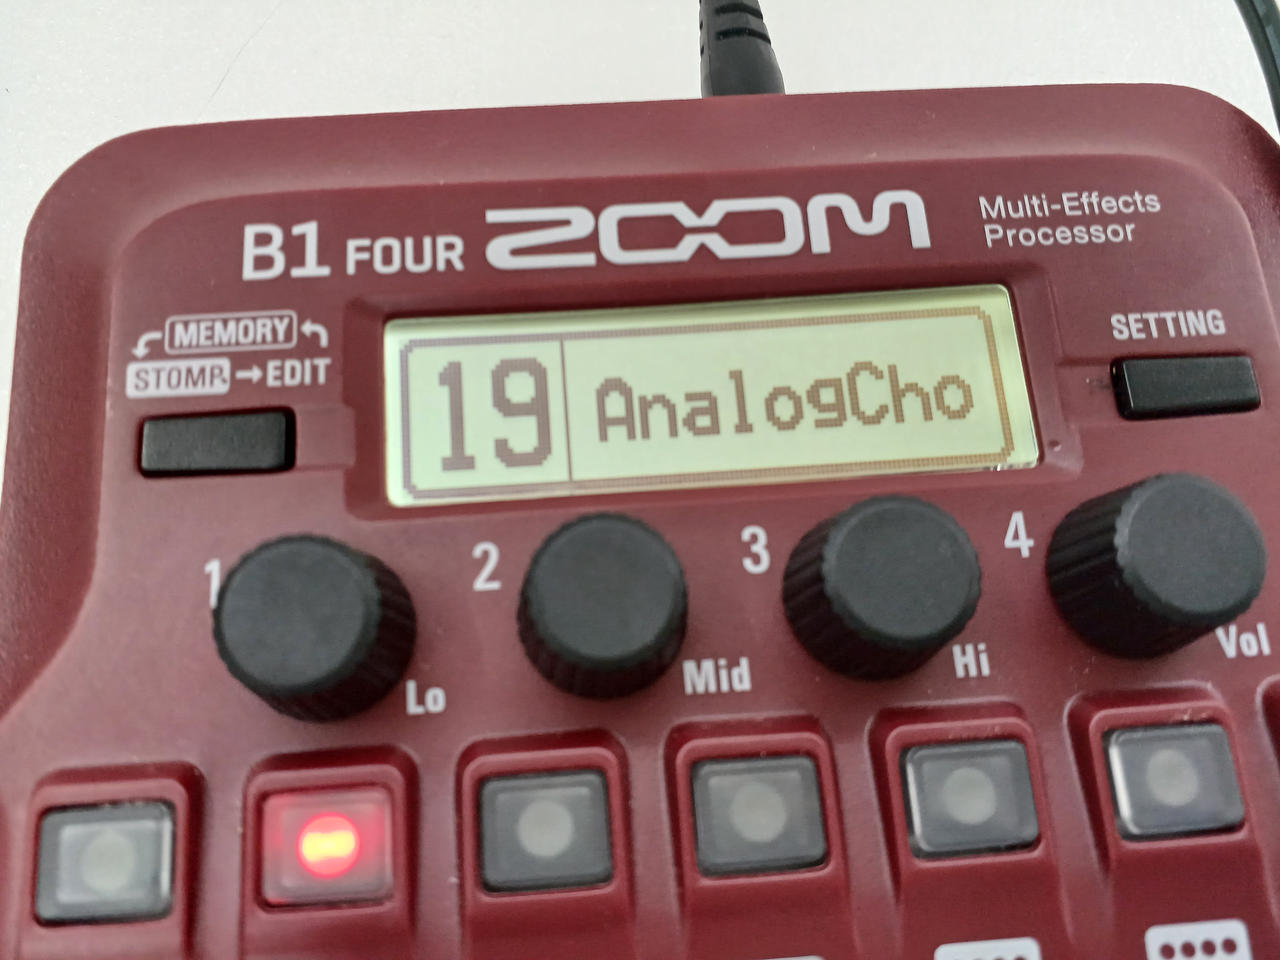 B1 FOUR ZOOM Multi-Effects
Processor
MEMORY
STOMP → EDIT
SETTING
19 AnalogCho
1 2 3 4
Lo Mid Hi Vol